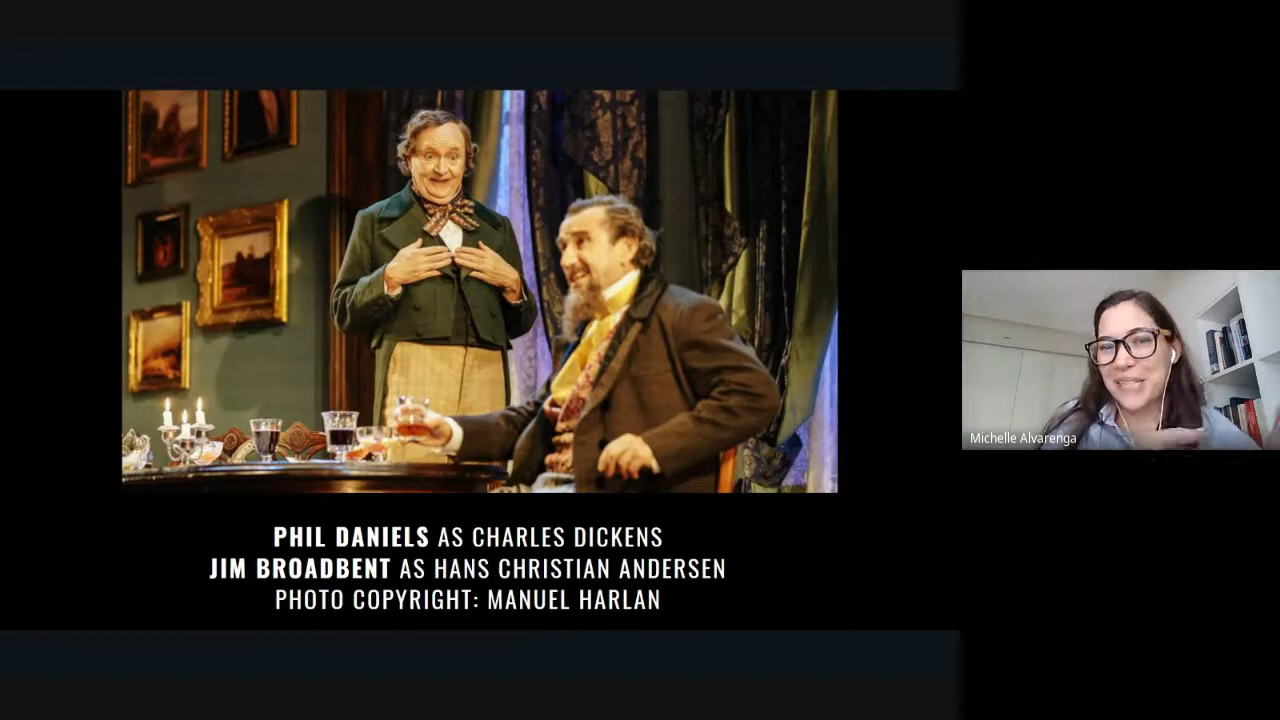 PHIL DANIELS AS CHARLES DICKENS
JIM BROADBENT AS HANS CHRISTIAN ANDERSEN
PHOTO COPYRIGHT: MANUEL HARLAN
Michelle Alvarenga